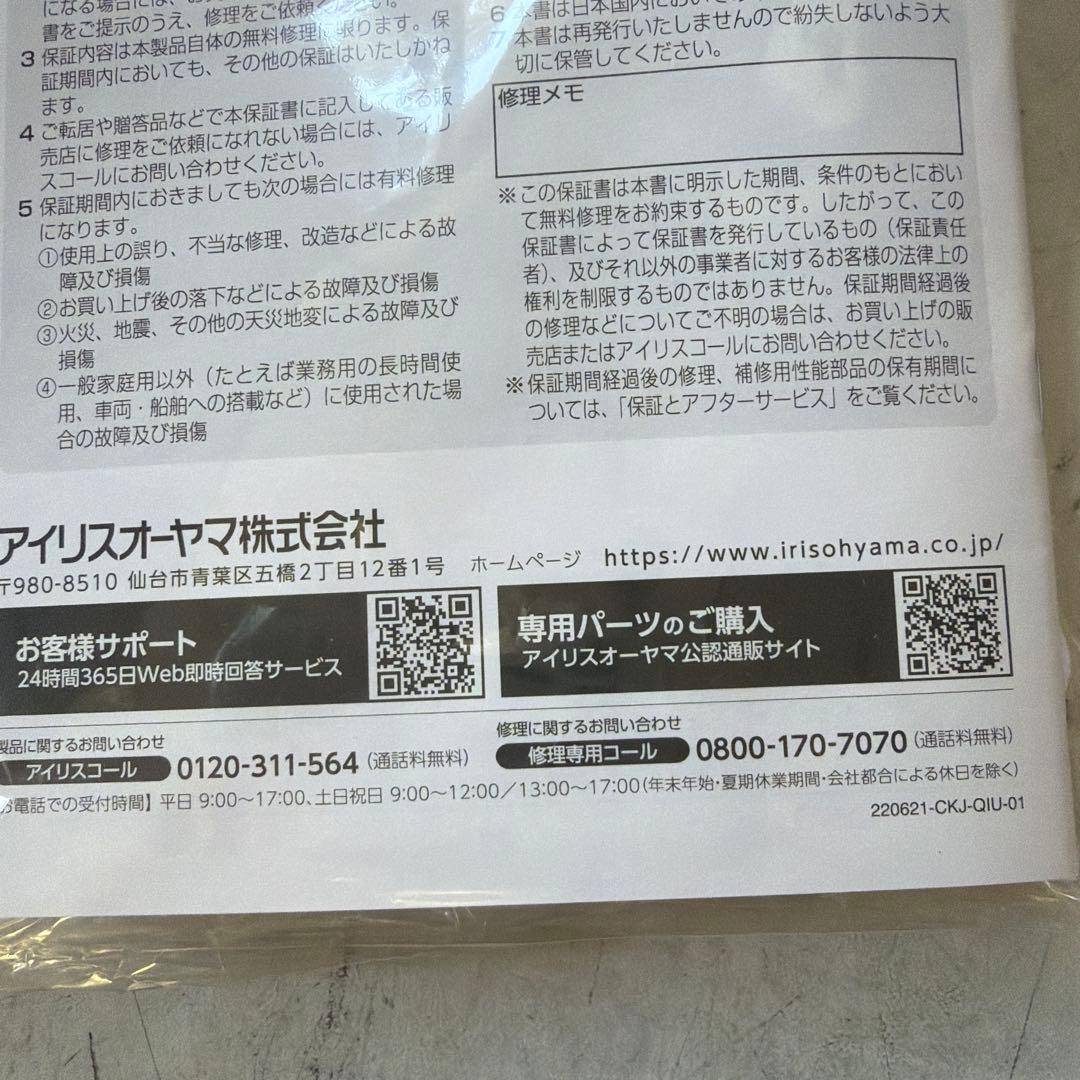 になる場合には、お買
書をご提示のうえ、修理をご依頼ください。
3 保証内容は本製品自体の無料修理に限ります。保
証期間内においても、その他の保証はいたしかね
ます。
4 ご転居や贈答品などで本保証書に記入してある販
売店に修理をご依頼になれない場合には、アイリ
スコールにお問い合わせください。
5 保証期間内におきましても次の場合には有料修理
になります。
①使用上の誤り、不当な修理、改造などによる故
障及び損傷
②お買い上げ後の落下などによる故障及び損傷
③火災、地震、その他の天災地変による故障及び
損傷
④一般家庭用以外（たとえば業務用の長時間使
用、車両・船舶への搭載など）に使用された場
合の故障及び損傷
6 本書は日本国内において
7 本書は再発行いたしませんので紛失しないよう大
切に保管してください。
修理メモ
※この保証書は本書に明示した期間、条件のもとにおい
て無料修理をお約束するものです。したがって、この
保証書によって保証書を発行しているもの（保証責任
者）、及びそれ以外の事業者に対するお客様の法律上の
権利を制限するものではありません。保証期間経過後
の修理などについてご不明の場合は、お買い上げの販
売店またはアイリスコールにお問い合わせください。
※保証期間経過後の修理、補修用性能部品の保有期間に
ついては、「保証とアフターサービス」をご覧ください。
アイリスオーヤマ株式会社
〒980-8510 仙台市青葉区五橋2丁目12番1号
ホームページ https://www.irisohyama.co.jp/
お客様サポート
24時間365日Web即時回答サービス
専用パーツのご購入
アイリスオーヤマ公認通販サイト
製品に関するお問い合わせ
アイリスコール 0120-311-564（通話料無料）
修理に関するお問い合わせ
修理専用コール 0800-170-7070（通話料無料）
お電話での受付時間】平日 9:00～17:00、土日祝日 9:00～12:00／13:00～17:00（年末年始・夏期休業期間・会社都合による休日を除く）
220621-CKJ-QIU-01